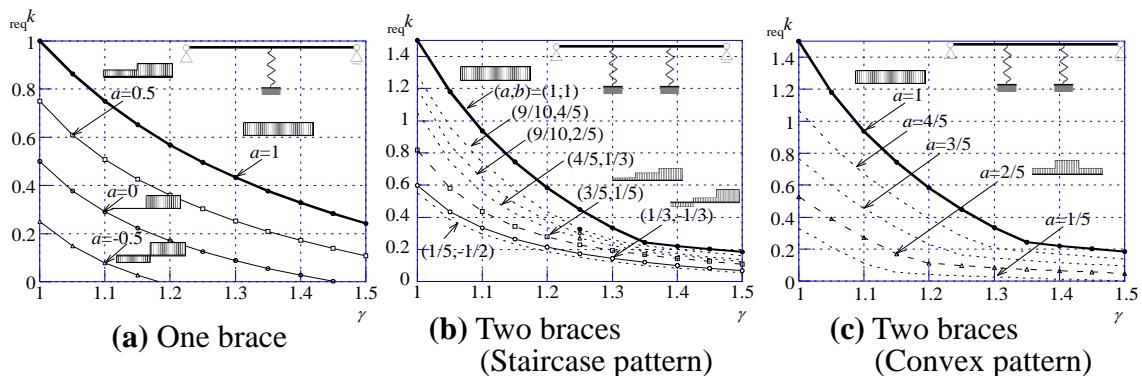 req k
1
0.8
0.6
0.4
0.2
0
1 1.1 1.2 1.3 1.4 1.5
γ
a=0.5
a=1
a=0
a=-0.5
(a) One brace
req k
1.4
1.2
1
0.8
0.6
0.4
0.2
0
1 1.1 1.2 1.3 1.4 1.5
γ
(a,b)=(1,1)
(9/10,4/5)
(9/10,2/5)
(4/5,1/3)
(3/5,1/5)
(1/3,-1/3)
(1/5,-1/2)
(b) Two braces
(Staircase pattern)
req k
1.4
1.2
1
0.8
0.6
0.4
0.2
0
1 1.1 1.2 1.3 1.4 1.5
γ
a=1
a=4/5
a=3/5
a=2/5
a=1/5
(c) Two braces
(Convex pattern)